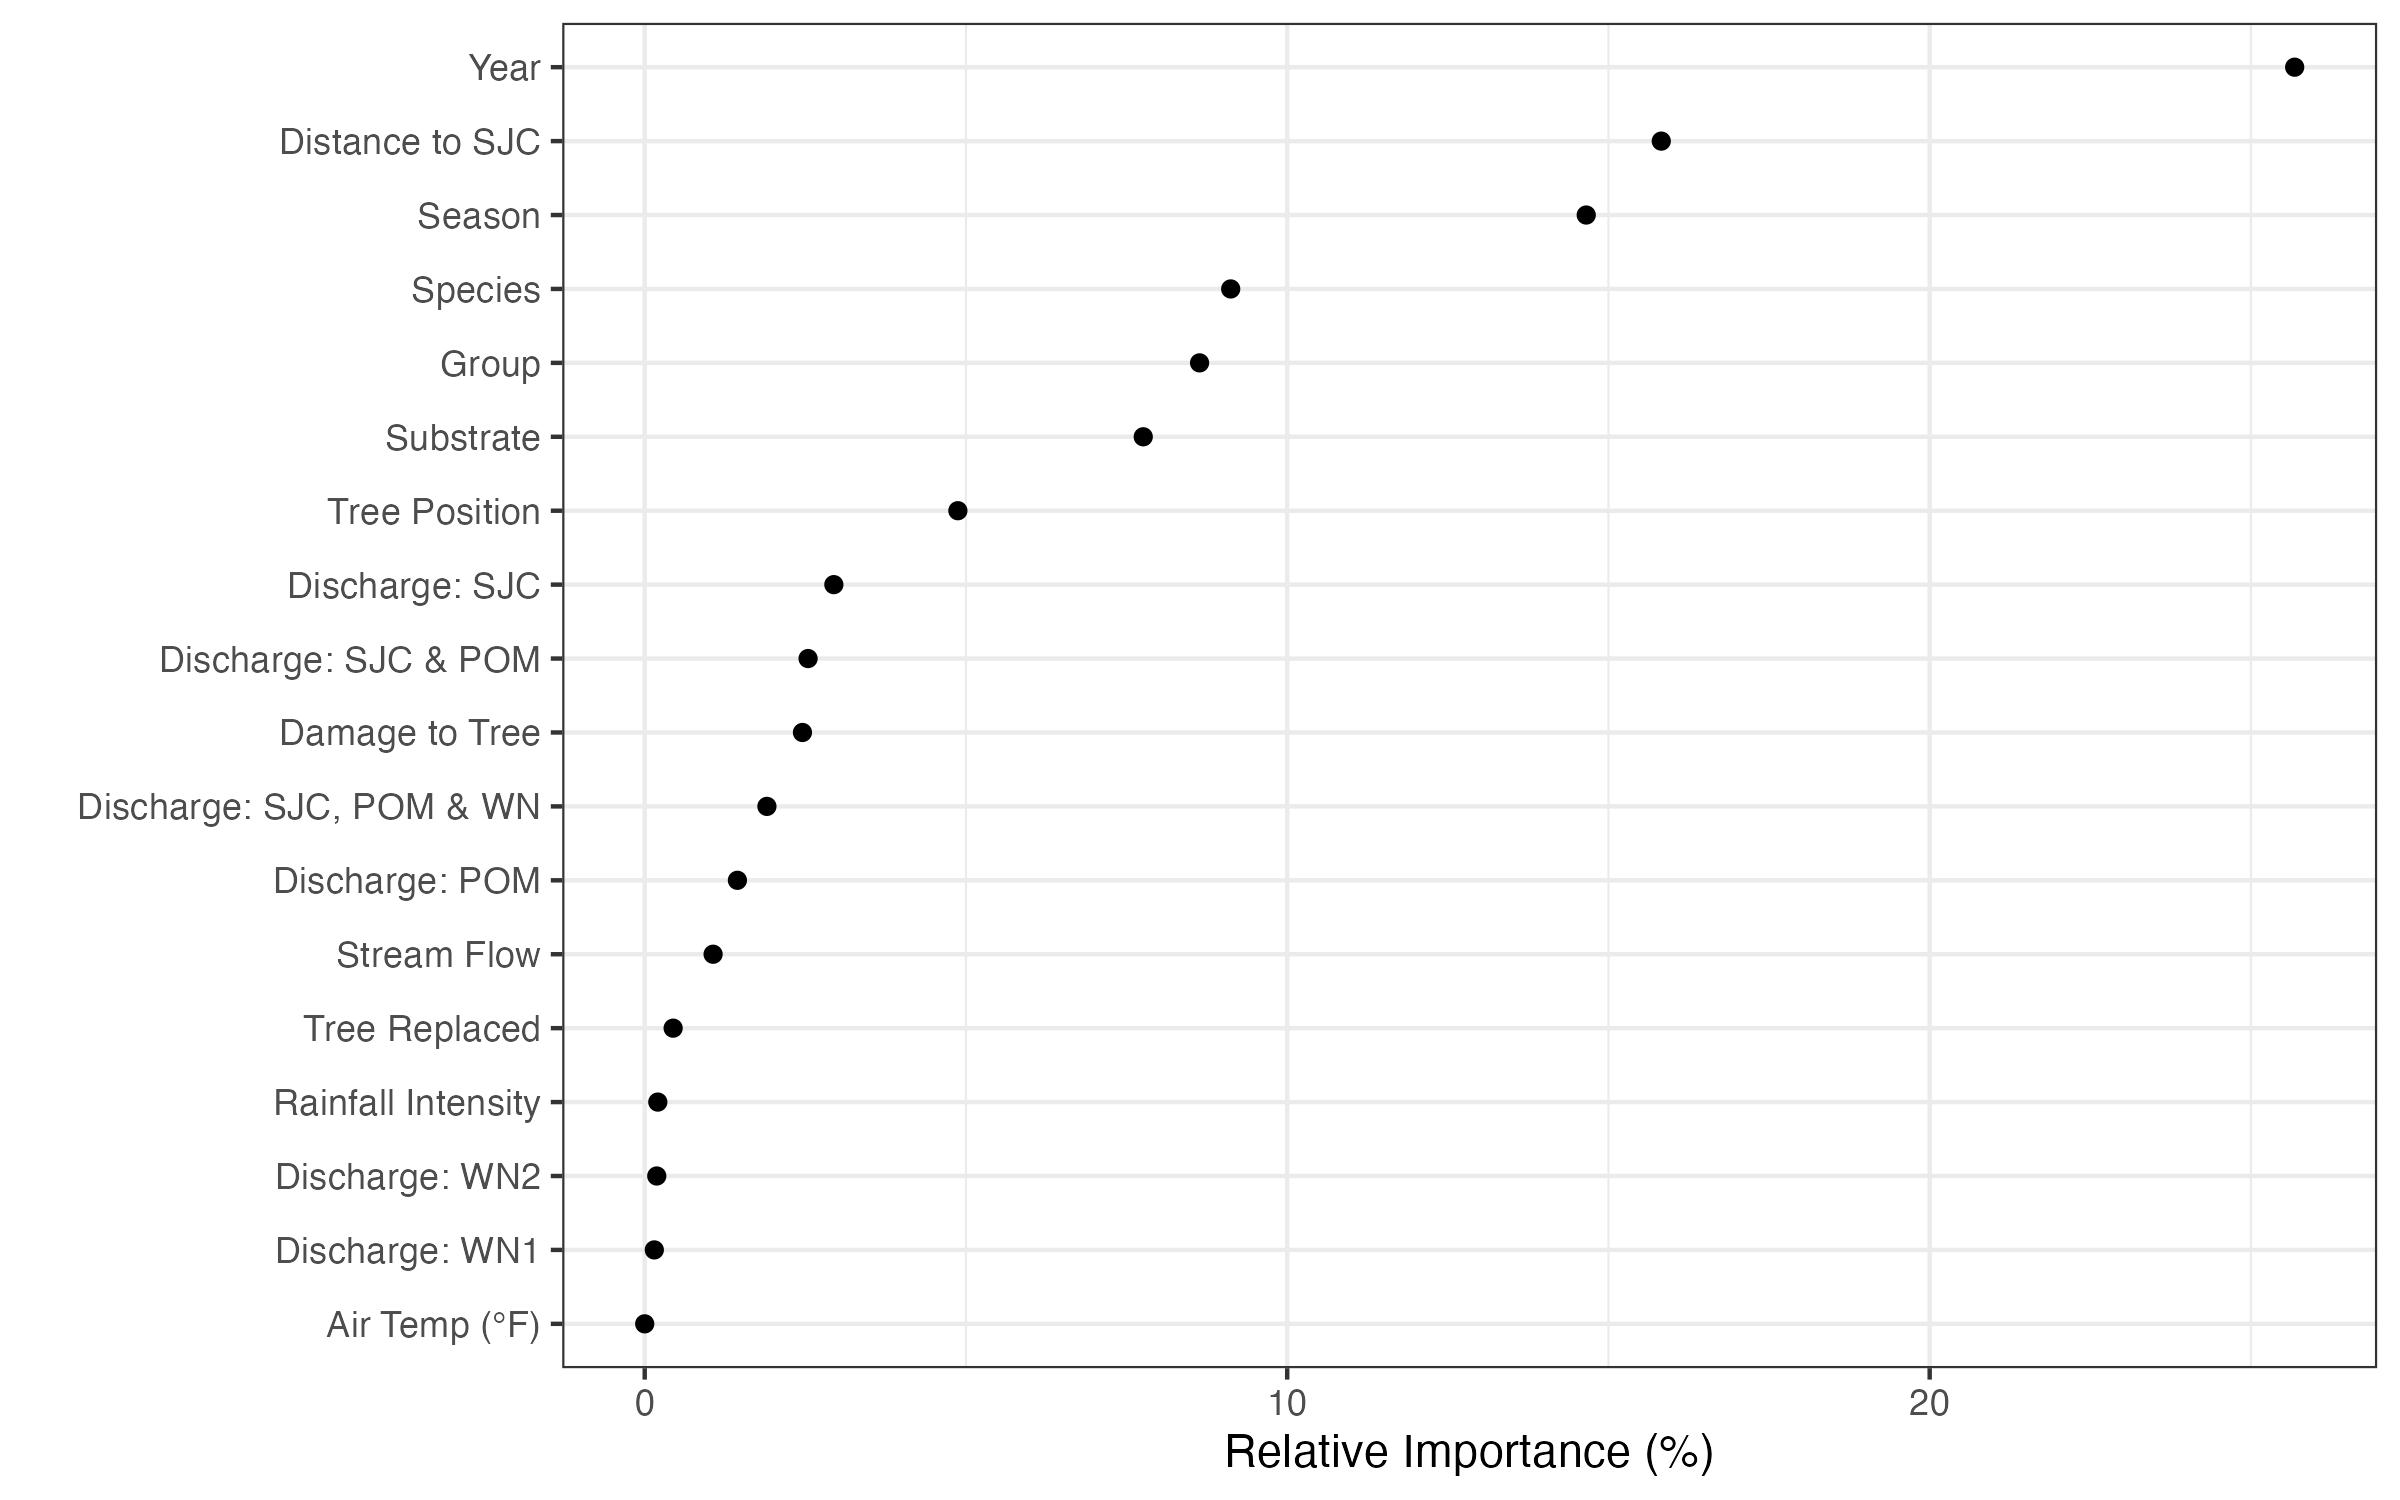 Year
Distance to SJC
Season
Species
Group
Substrate
Tree Position
Discharge: SJC
Discharge: SJC & POM
Damage to Tree
Discharge: SJC, POM & WN
Discharge: POM
Stream Flow
Tree Replaced
Rainfall Intensity
Discharge: WN2
Discharge: WN1
Air Temp (°F)
0 10 20
Relative Importance (%)